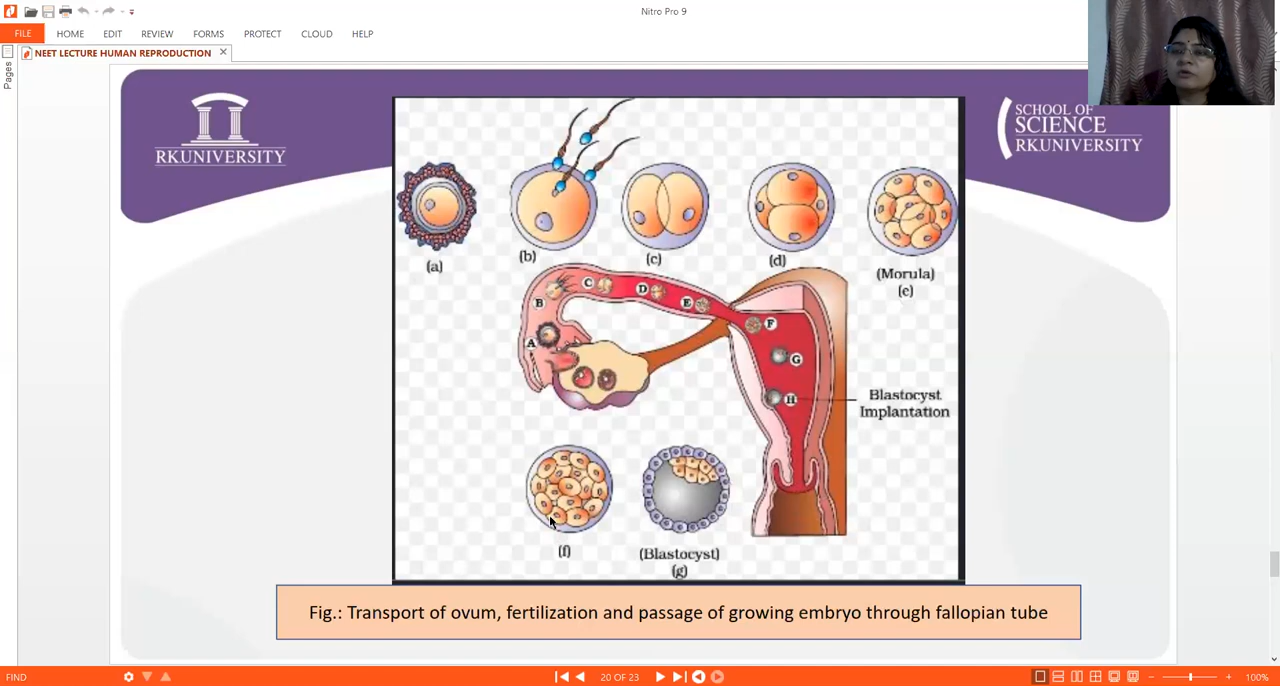 Nitro Pro 9
FILE HOME EDIT REVIEW FORMS PROTECT CLOUD HELP
NEET LECTURE HUMAN REPRODUCTION
Pages
RKUNIVERSITY
SCHOOL OF
SCIENCE
RKUNIVERSITY
(a)
(b)
(c)
(d)
(Morula)
(e)
A
B
C
D
E
F
G
H
Blastocyst
Implantation
(f)
(Blastocyst)
(g)
Fig.: Transport of ovum, fertilization and passage of growing embryo through fallopian tube
FIND
20 OF 23
100%